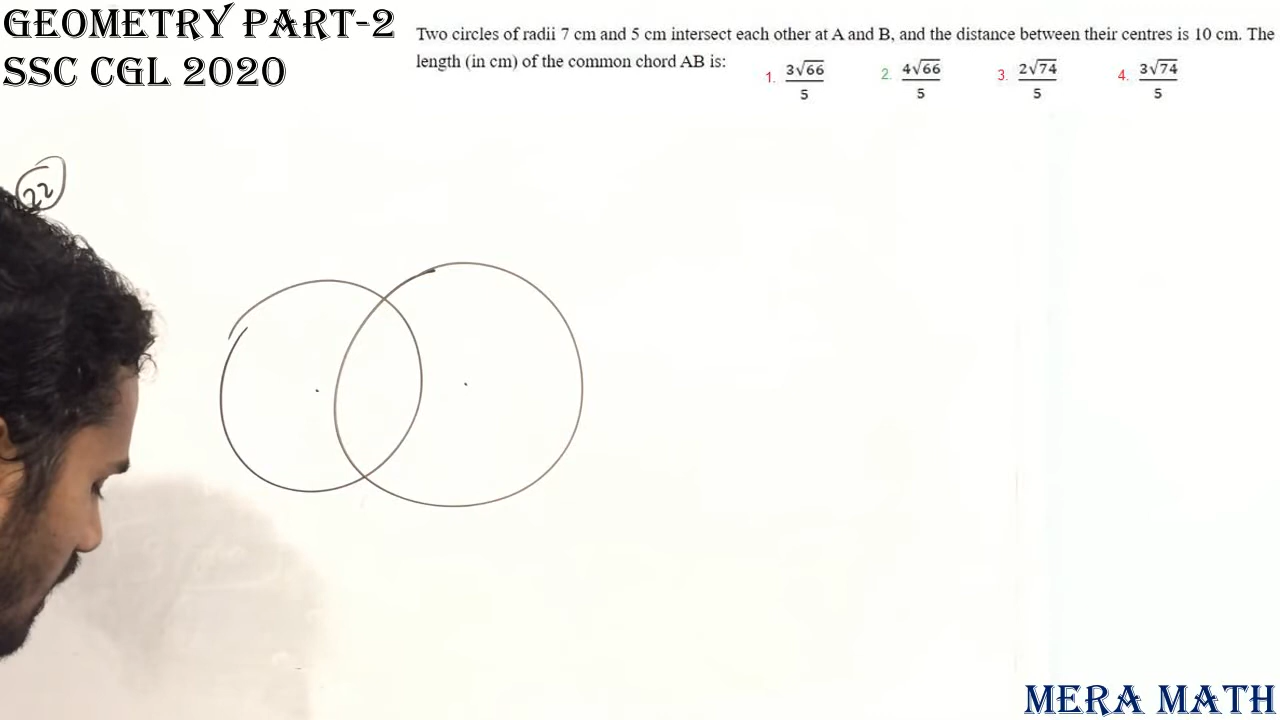 GEOMETRY PART-2
SSC CGL 2020
Two circles of radii 7 cm and 5 cm intersect each other at A and B, and the distance between their centres is 10 cm. The
length (in cm) of the common chord AB is:
1. 3√66/5 2. 4√66/5 3. 2√74/5 4. 3√74/5
22
MERA MATH